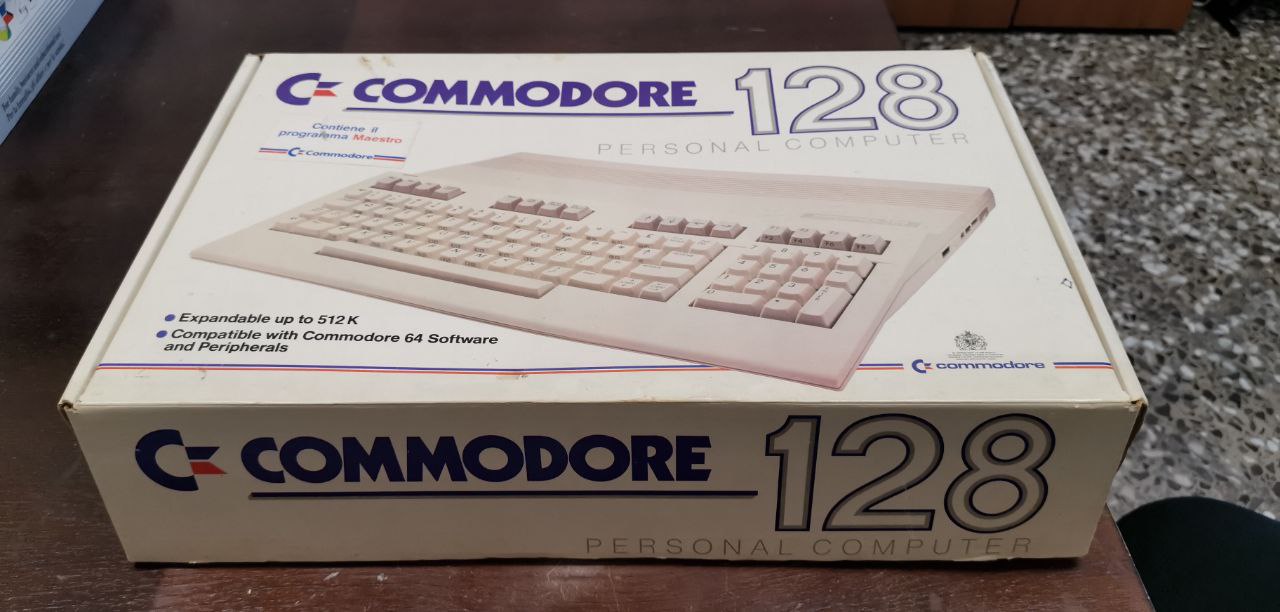 COMMODORE 128
PERSONAL COMPUTER
Contiene il
programma Maestro
Commodore
Expandable up to 512 K
Compatible with Commodore 64 Software
and Peripherals
commodore
COMMODORE 128
PERSONAL COMPUTER